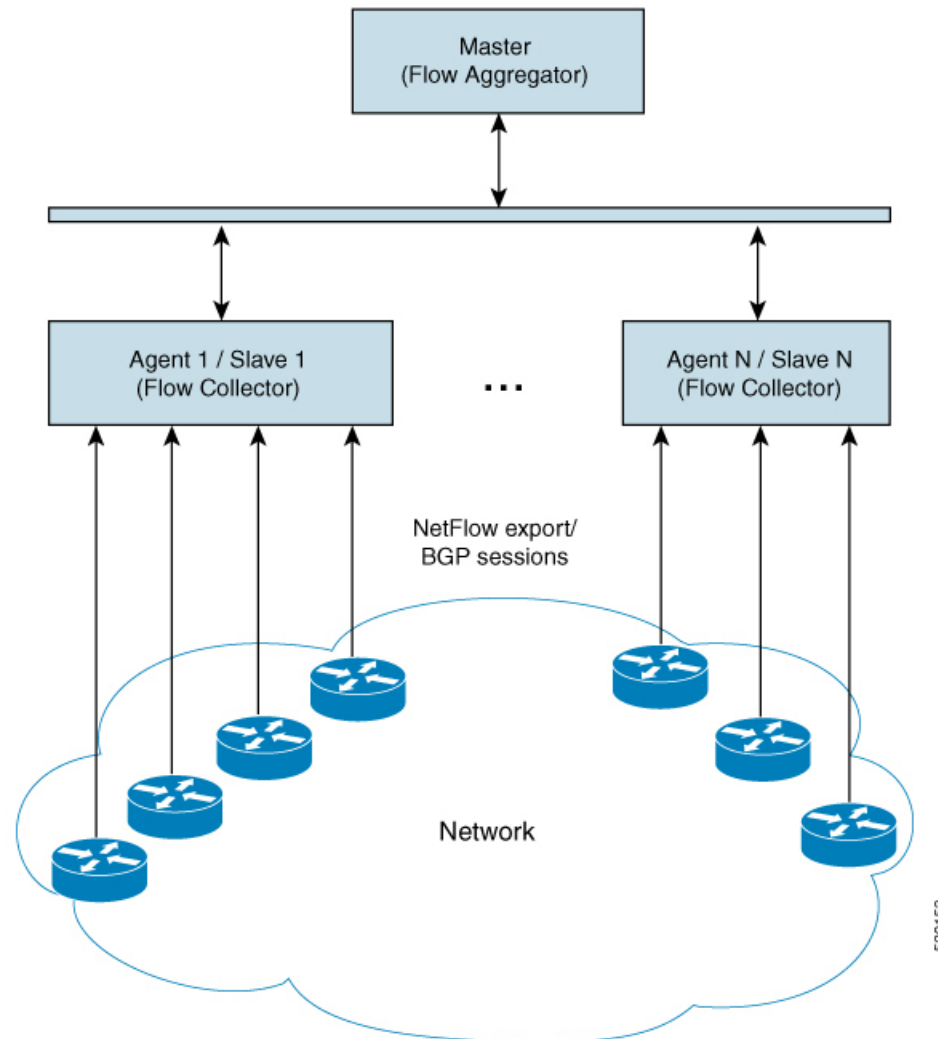 Master
(Flow Aggregator)
Agent 1 / Slave 1
(Flow Collector)
...
Agent N / Slave N
(Flow Collector)
NetFlow export/
BGP sessions
Network